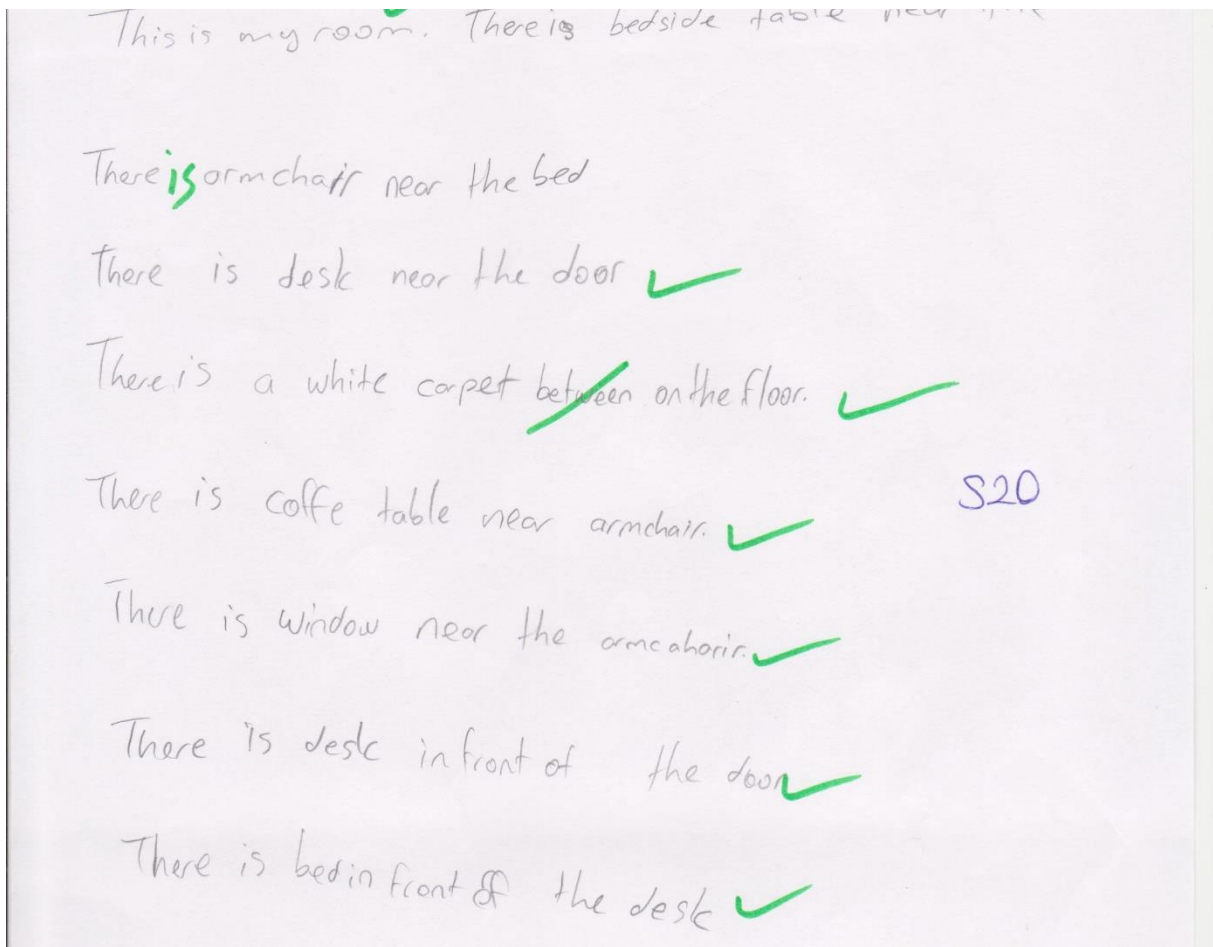 This is my room. There is bedside table near
There is armchair near the bed
There is desk near the door
There is a white carpet between on the floor.
There is coffe table near armchair.
S20
There is window near the armcahorir.
There is desk in front of the door
There is bed in front of the desk